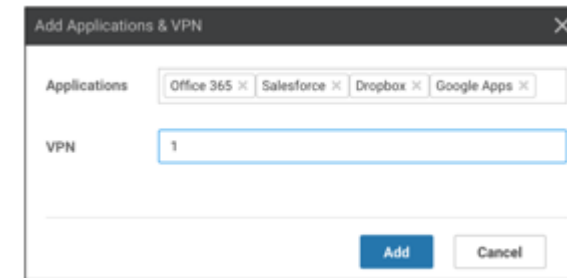 Add Applications & VPN
Applications Office 365 Salesforce Dropbox Google Apps
VPN 1
Add Cancel